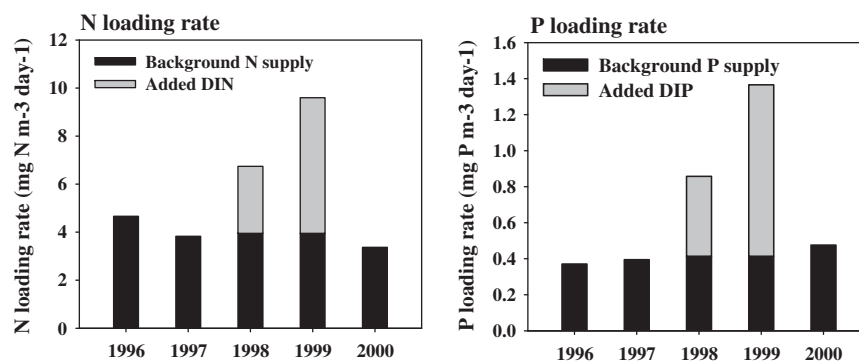 N loading rate
N loading rate (mg N m-3 day-1)
12
10
8
6
4
2
0
Background N supply
Added DIN
1996 1997 1998 1999 2000
P loading rate
P loading rate (mg P m-3 day-1)
1.6
1.4
1.2
1.0
0.8
0.6
0.4
0.2
0.0
Background P supply
Added DIP
1996 1997 1998 1999 2000